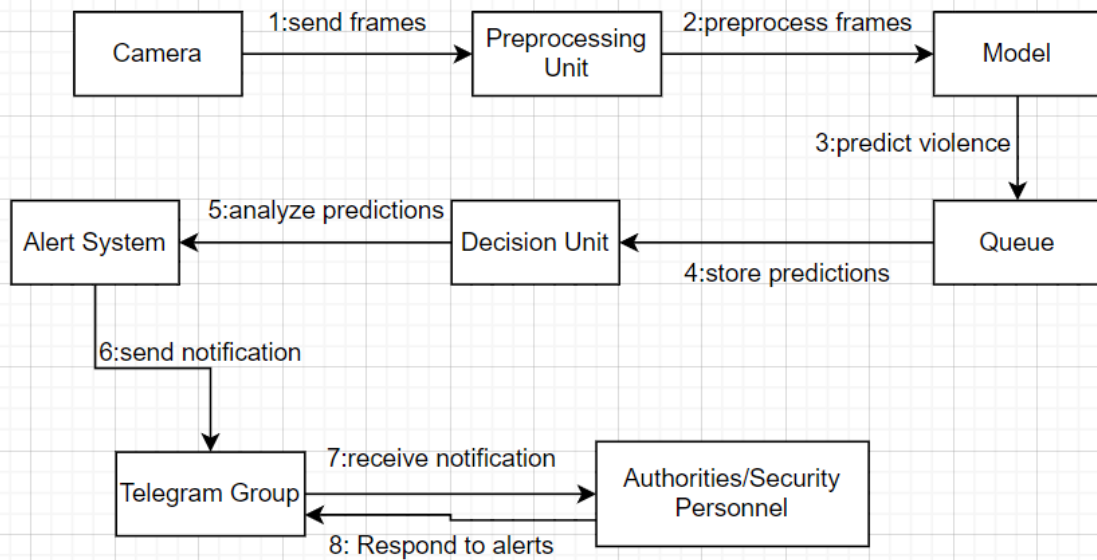 1:send frames
2:preprocess frames
Camera
Preprocessing
Unit
Model
3:predict violence
5:analyze predictions
Alert System
Decision Unit
Queue
4:store predictions
6:send notification
7:receive notification
Telegram Group
Authorities/Security
Personnel
8: Respond to alerts